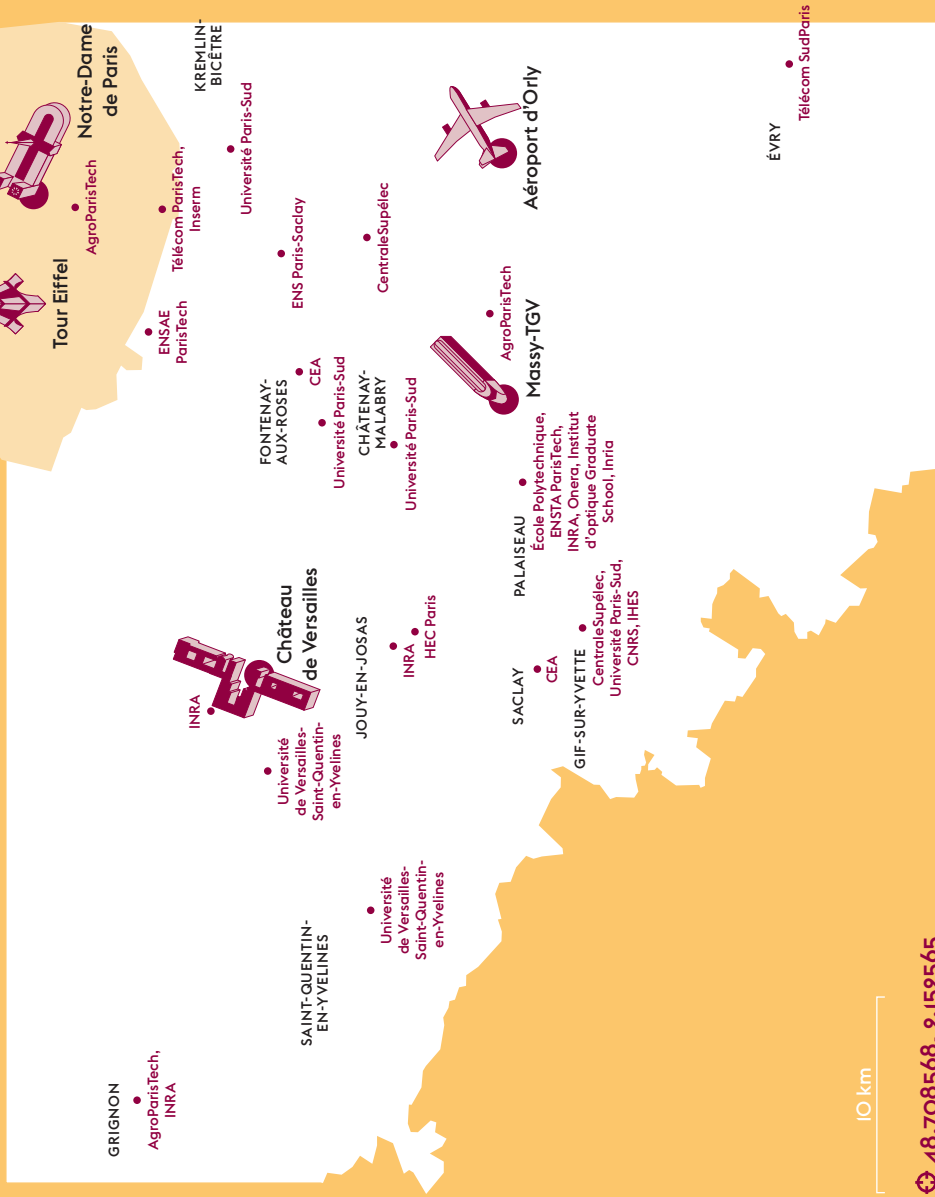 Notre-Dame
de Paris
Tour Eiffel
AgroParisTech
KREMLIN-
BICÊTRE
Télécom ParisTech,
Inserm
Université Paris-Sud
ENSAE
ParisTech
ENS Paris-Saclay
FONTENAY-
AUX-ROSES
CEA
Université Paris-Sud
CentraleSupélec
CHÂTENAY-
MALABRY
Université Paris-Sud
Aéroport d'Orly
AgroParisTech
Massy-TGV
INRA
Château
de Versailles
Université
de Versailles-
Saint-Quentin-
en-Yvelines
JOUY-EN-JOSAS
INRA
HEC Paris
PALAISEAU
École Polytechnique,
ENSTA ParisTech,
INRA, Onera, Institut
d'optique Graduate
School, Inria
SACLAY
CEA
GIF-SUR-YVETTE
CentraleSupélec,
Université Paris-Sud,
CNRS, IHES
GRIGNON
AgroParisTech,
INRA
SAINT-QUENTIN-
EN-YVELINES
Université
de Versailles-
Saint-Quentin-
en-Yvelines
ÉVRY
Télécom SudParis
10 km
48.708568, 2.158565